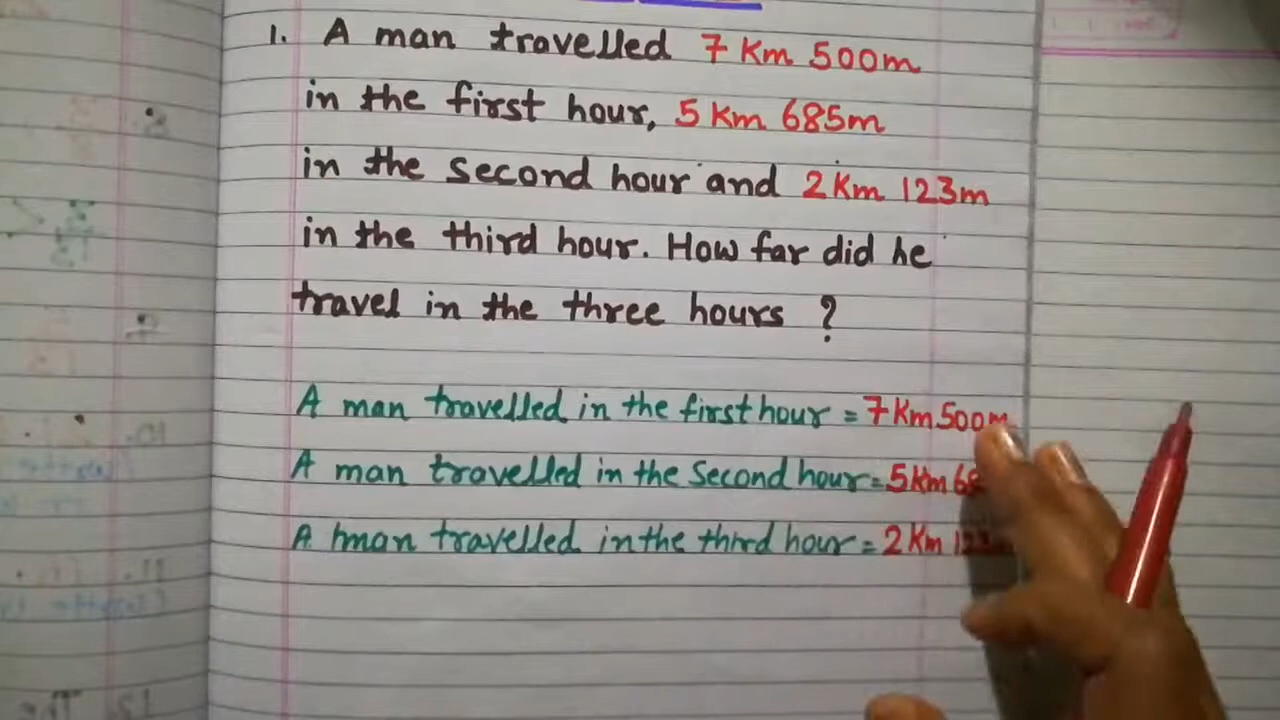 1. A man travelled 7 Km 500m
in the first hour, 5 Km 685m
in the second hour and 2 Km 123m
in the third hour. How far did he
travel in the three hours ?
A man travelled in the first hour = 7 Km 500m
A man travelled in the Second hour = 5 Km 68
A man travelled in the third hour = 2 Km